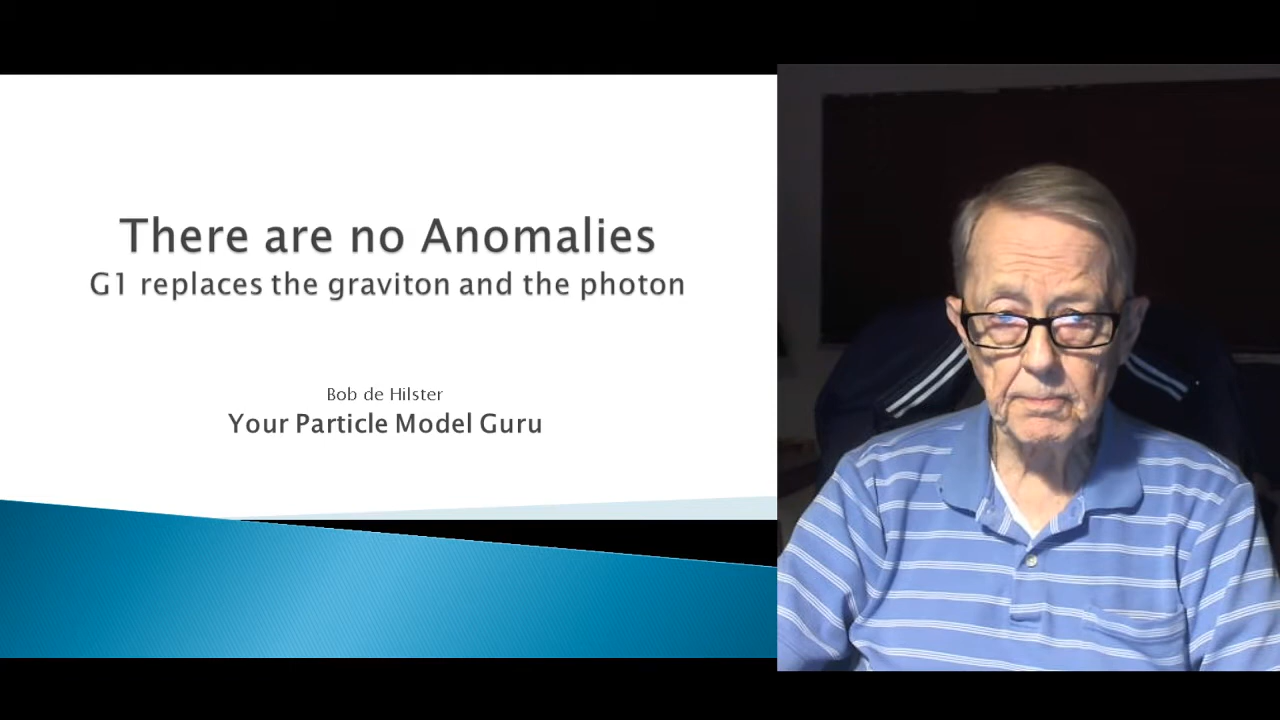 There are no Anomalies
G1 replaces the graviton and the photon
Bob de Hilster
Your Particle Model Guru